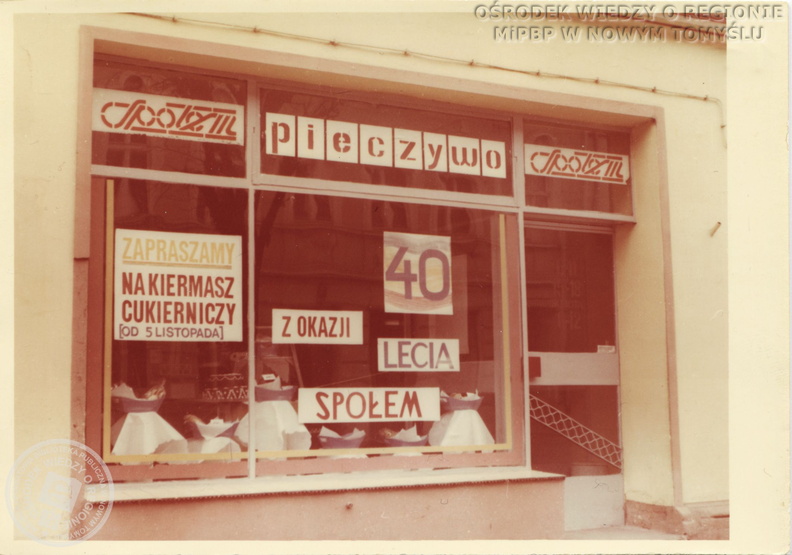 OŚRODEK WIEDZY O REGIONIE
MiPBP W NOWYM TOMYŚLU
Społem
pieczywo
Społem
ZAPRASZAMY
NA KIERMASZ
CUKIERNICZY
[OD 5 LISTOPADA]
40
Z OKAZJI
LECIA
SPOŁEM